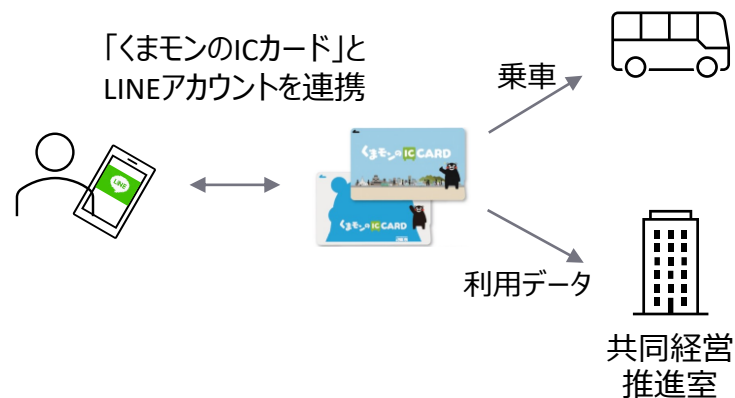 「くまモンのICカード」と
LINEアカウントを連携
乗車
LINE
くまモンのIC CARD
くまモンのIC CARD
利用データ
共同経営
推進室